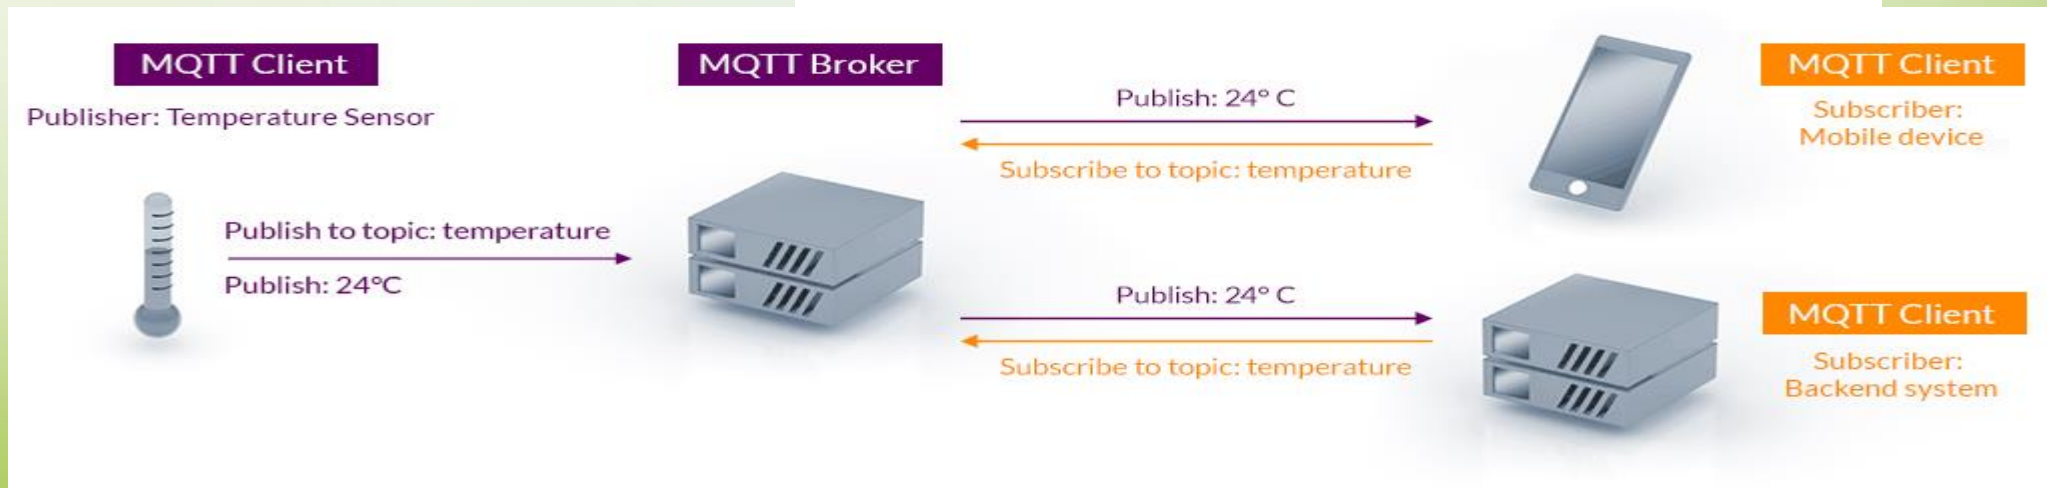 MQTT Client
Publisher: Temperature Sensor
Publish to topic: temperature
Publish: 24°C
MQTT Broker
Publish: 24° C
Subscribe to topic: temperature
MQTT Client
Subscriber:
Mobile device
Publish: 24° C
Subscribe to topic: temperature
MQTT Client
Subscriber:
Backend system